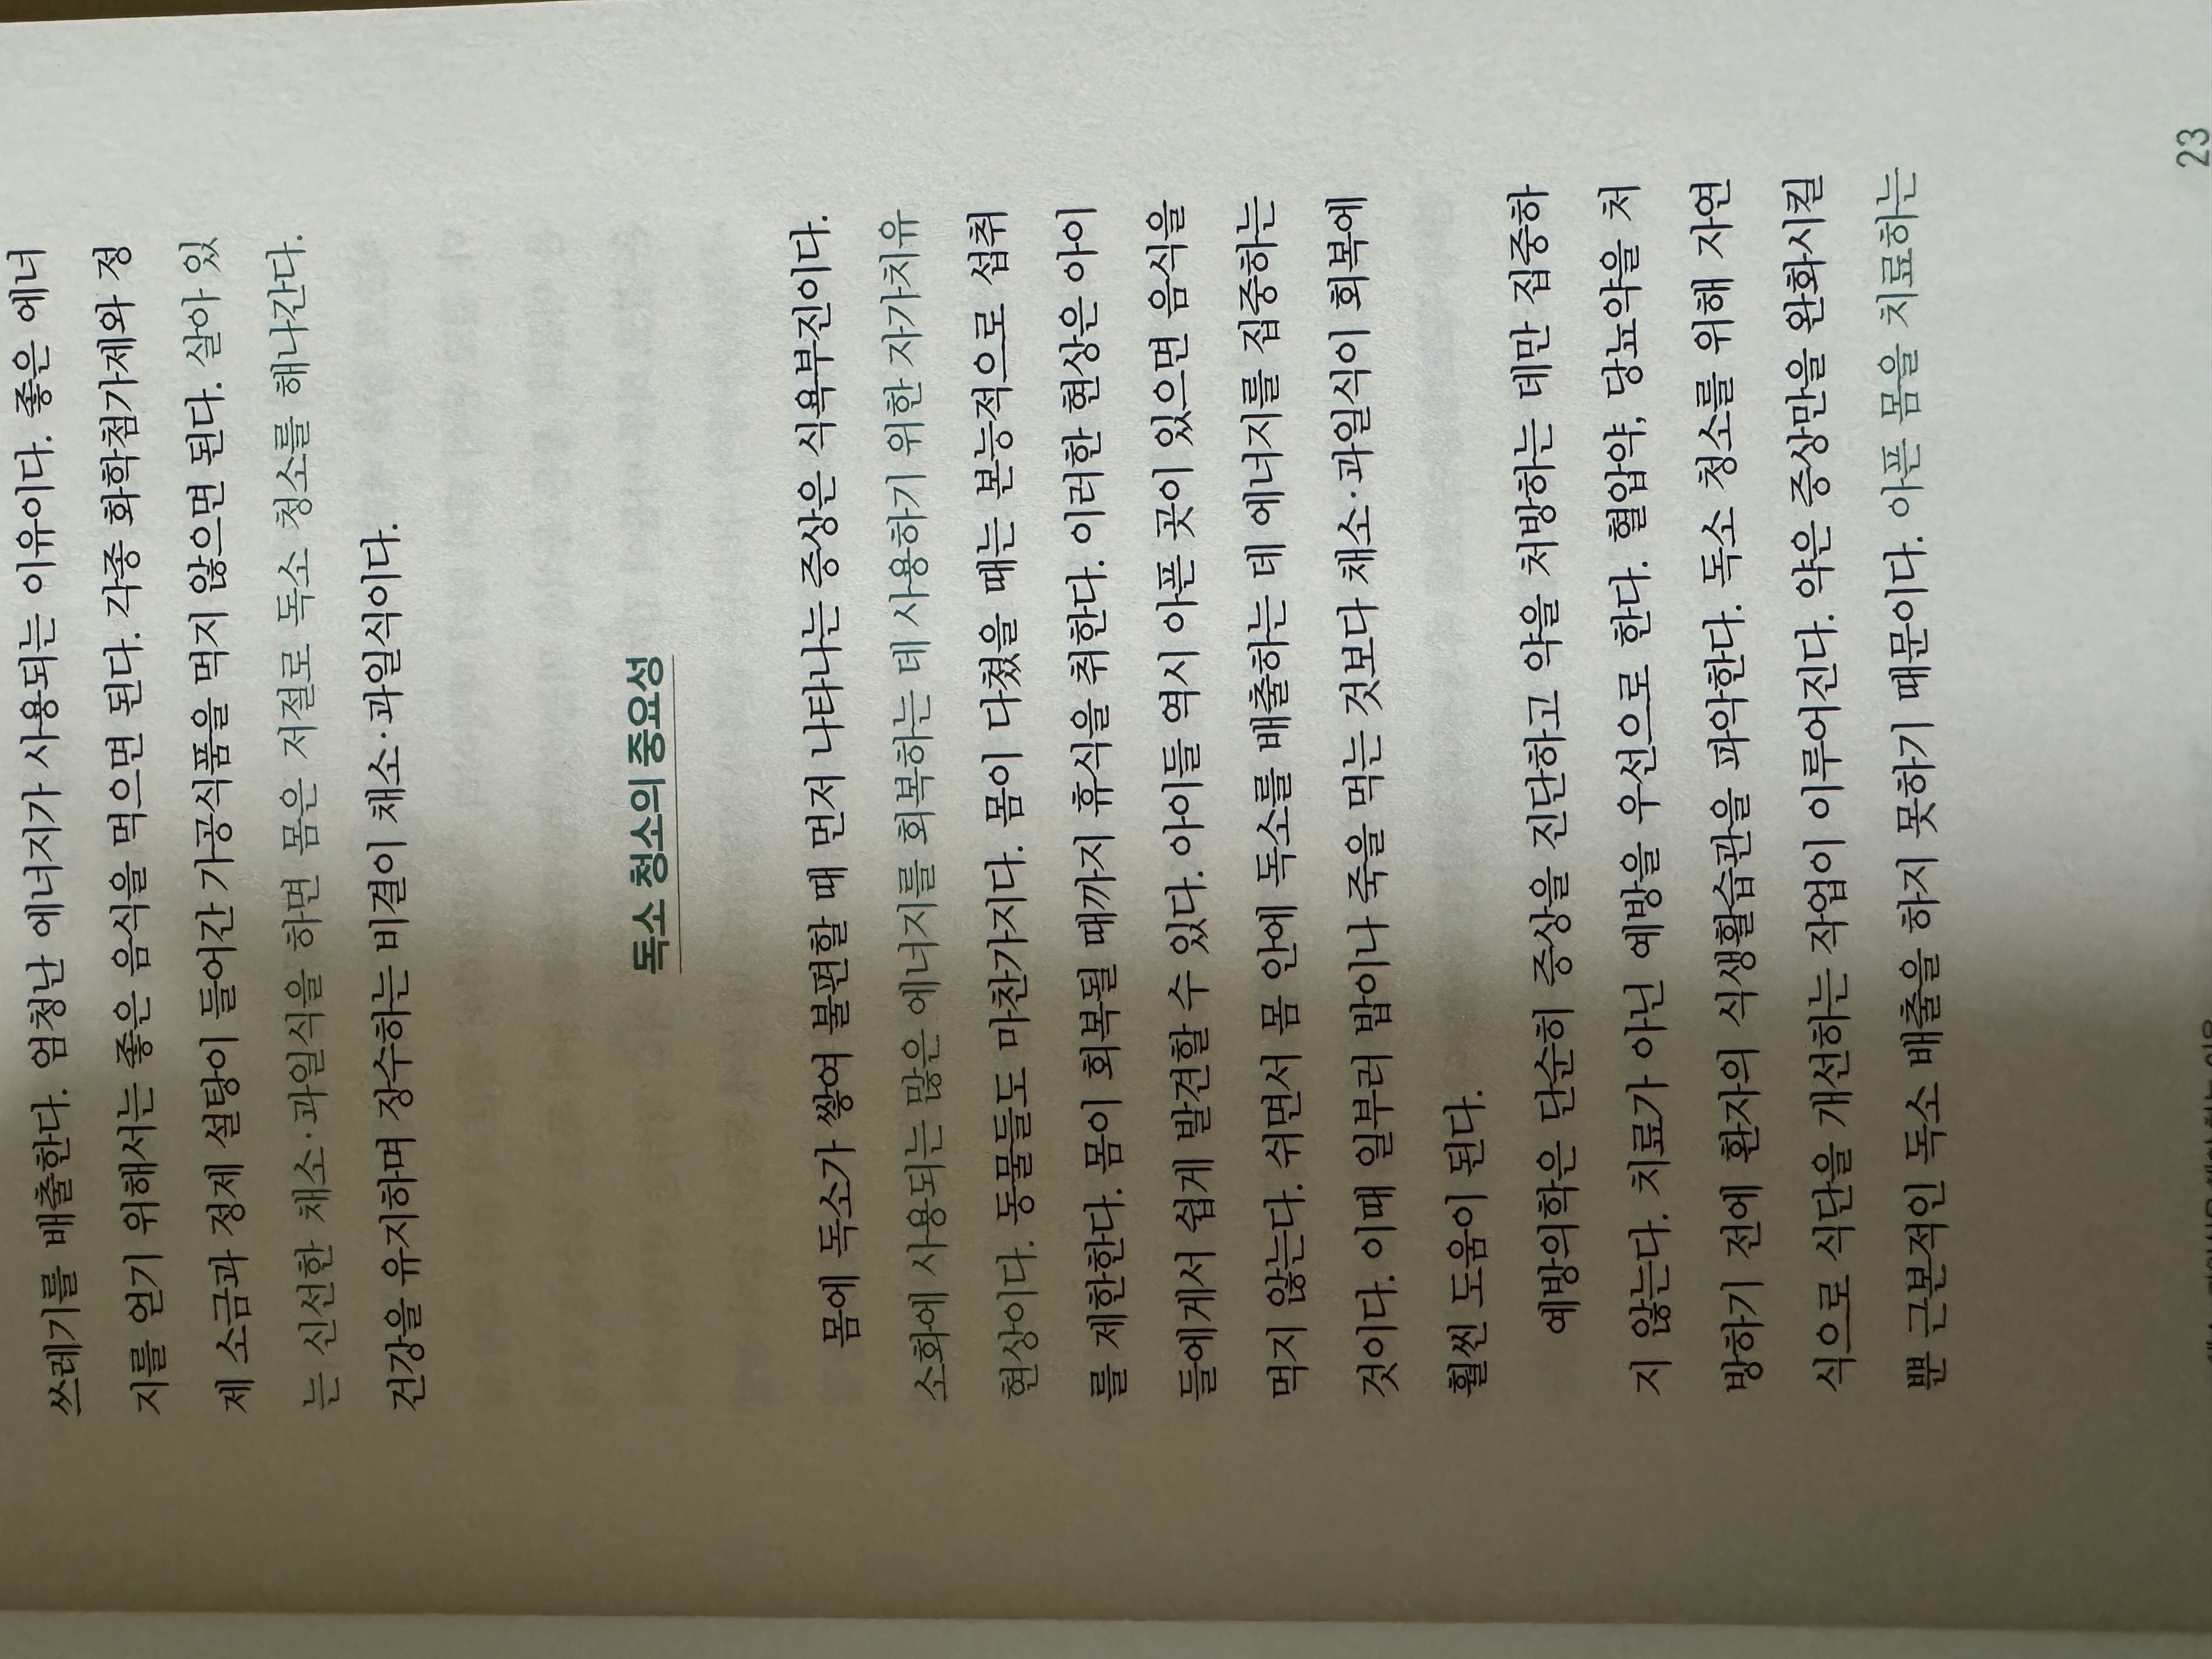 쓰레기를 배출한다. 엄청난 에너지가 사용되는 이유이다. 좋은 에너
지를 얻기 위해서는 좋은 음식을 먹으면 된다. 각종 화학첨가제와 정
제 소금과 정제 설탕이 들어간 가공식품을 먹지 않으면 된다. 살아 있
는 신선한 채소·과일식을 하면 몸은 저절로 독소 청소를 해나간다.
건강을 유지하며 장수하는 비결이 채소·과일식이다.
독소 청소의 중요성
몸에 독소가 쌓여 불편할 때 먼저 나타나는 증상은 식욕부진이다.
소화에 사용되는 많은 에너지를 회복하는 데 사용하기 위한 자가치유
현상이다. 동물들도 마찬가지다. 몸이 다쳤을 때는 본능적으로 섭취
를 제한한다. 몸이 회복될 때까지 휴식을 취한다. 이러한 현상은 아이
들에게서 쉽게 발견할 수 있다. 아이들 역시 아픈 곳이 있으면 음식을
먹지 않는다. 쉬면서 몸 안에 독소를 배출하는 데 에너지를 집중하는
것이다. 이때 일부러 밥이나 죽을 먹는 것보다 채소·과일식이 회복에
훨씬 도움이 된다.
예방의학은 단순히 증상을 진단하고 약을 처방하는 데만 집중하
지 않는다. 치료가 아닌 예방을 우선으로 한다. 혈압약, 당뇨약을 처
방하기 전에 환자의 식생활습관을 파악한다. 독소 청소를 위해 자연
식으로 식단을 개선하는 작업이 이루어진다. 약은 증상만을 완화시킬
뿐 근본적인 독소 배출을 하지 못하기 때문이다. 아픈 몸을 치료하는
23